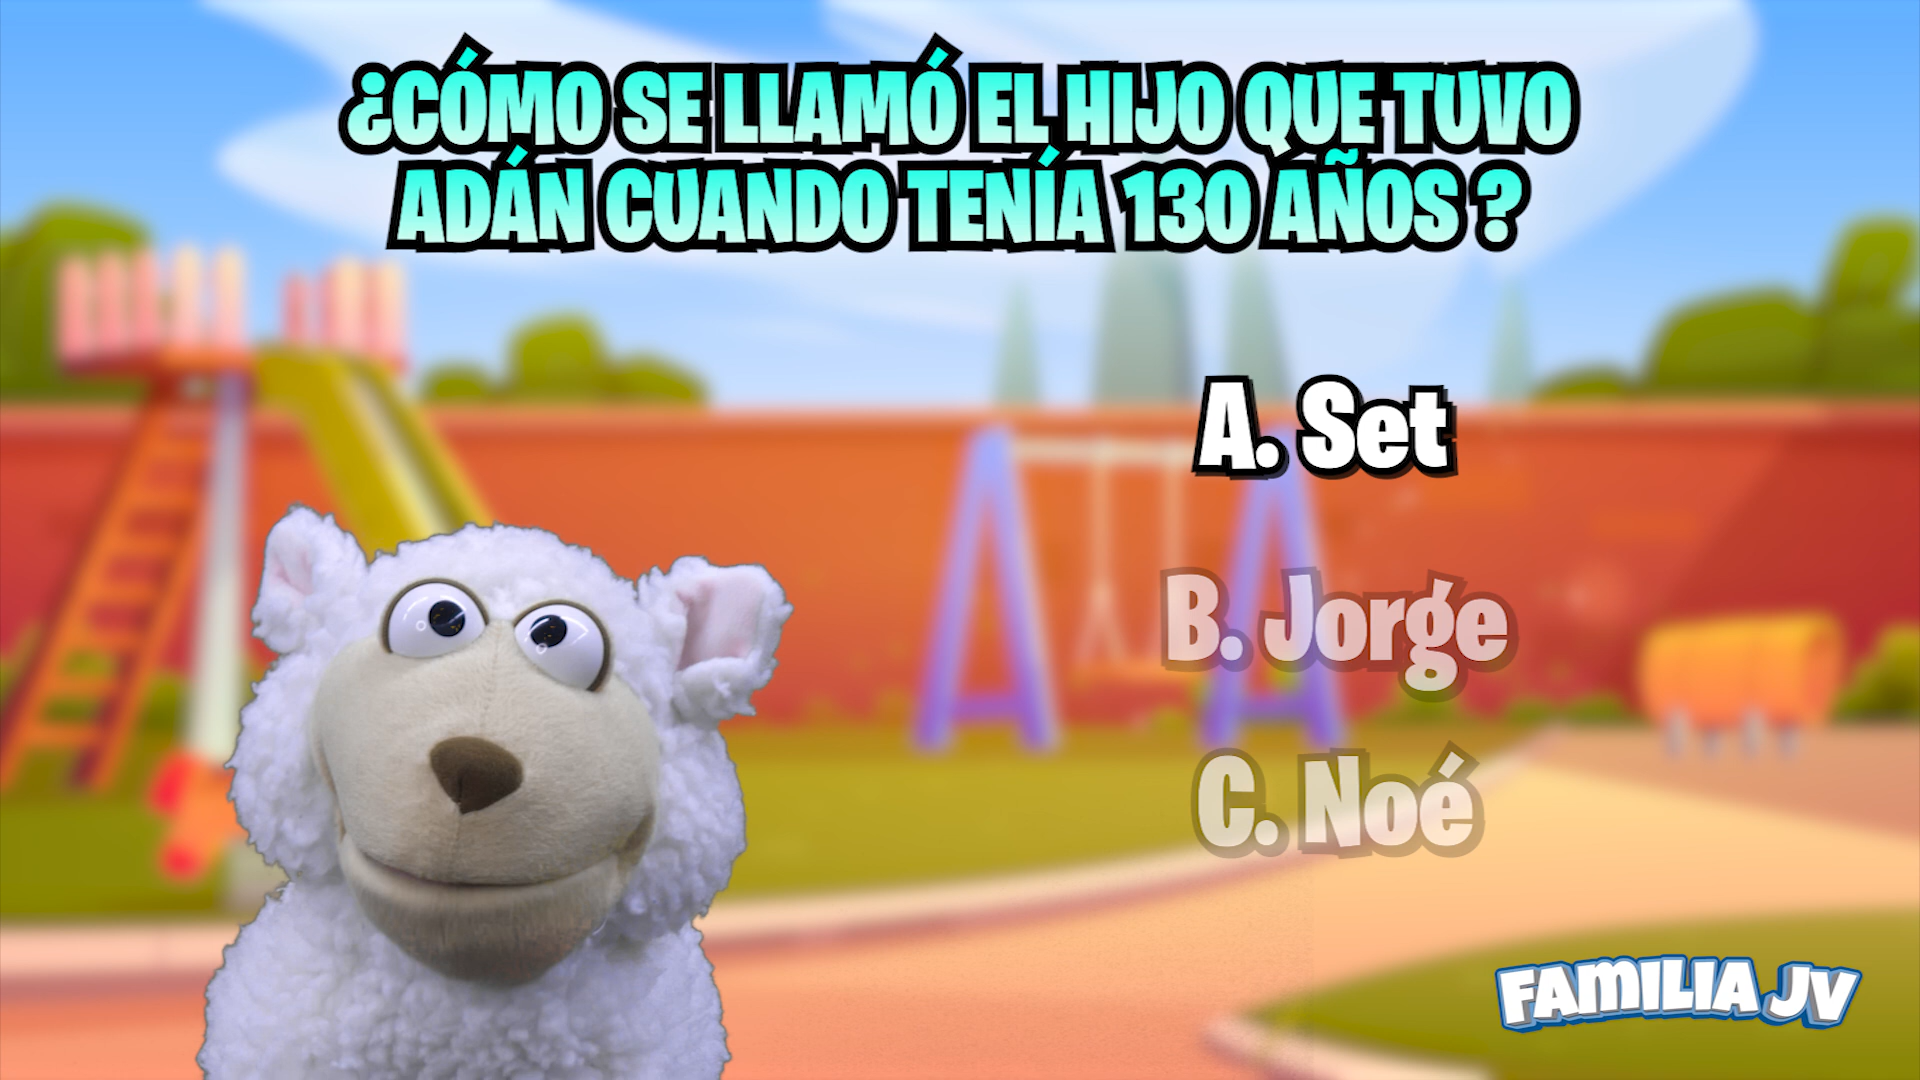 ¿CÓMO SE LLAMÓ EL HIJO QUE TUVO
ADÁN CUANDO TENÍA 130 AÑOS ?
A. Set
B. Jorge
C. Noé
FAMILIA JV